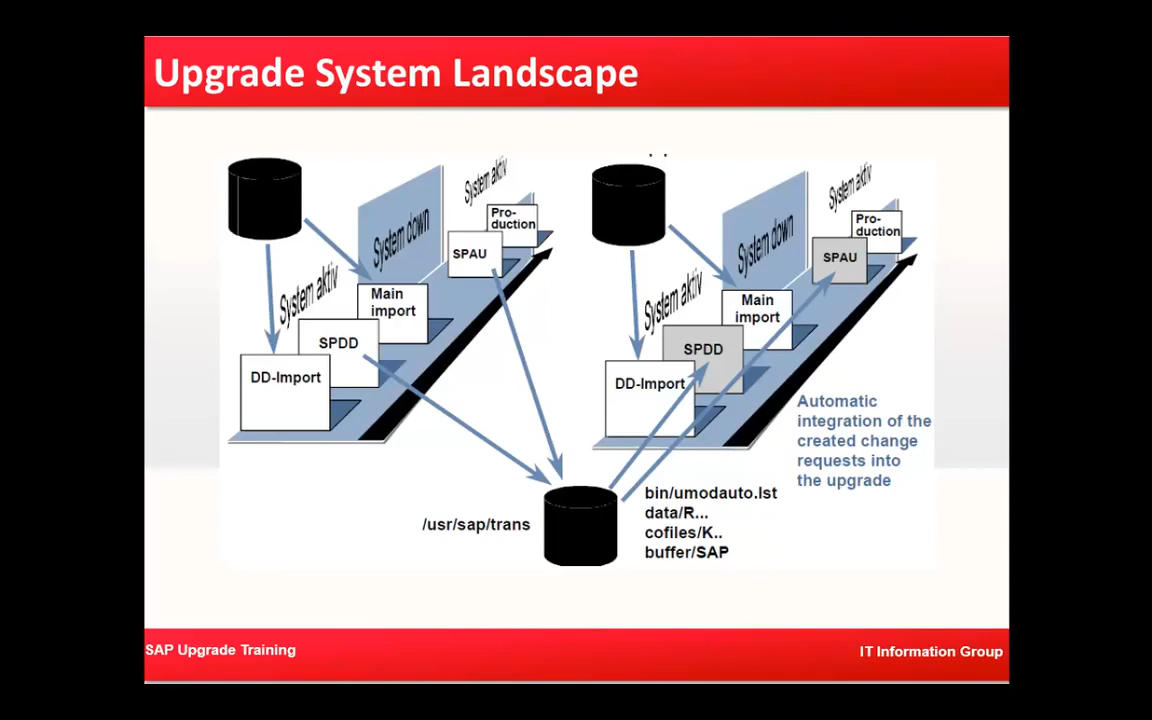 Upgrade System Landscape
System aktiv
System down
System aktiv
Pro-
duction
SPAU
Main
import
SPDD
DD-Import
System aktiv
System down
System aktiv
Pro-
duction
SPAU
Main
import
SPDD
DD-Import
Automatic
integration of the
created change
requests into
the upgrade
/usr/sap/trans
bin/umodauto.lst
data/R...
cofiles/K..
buffer/SAP
SAP Upgrade Training
IT Information Group